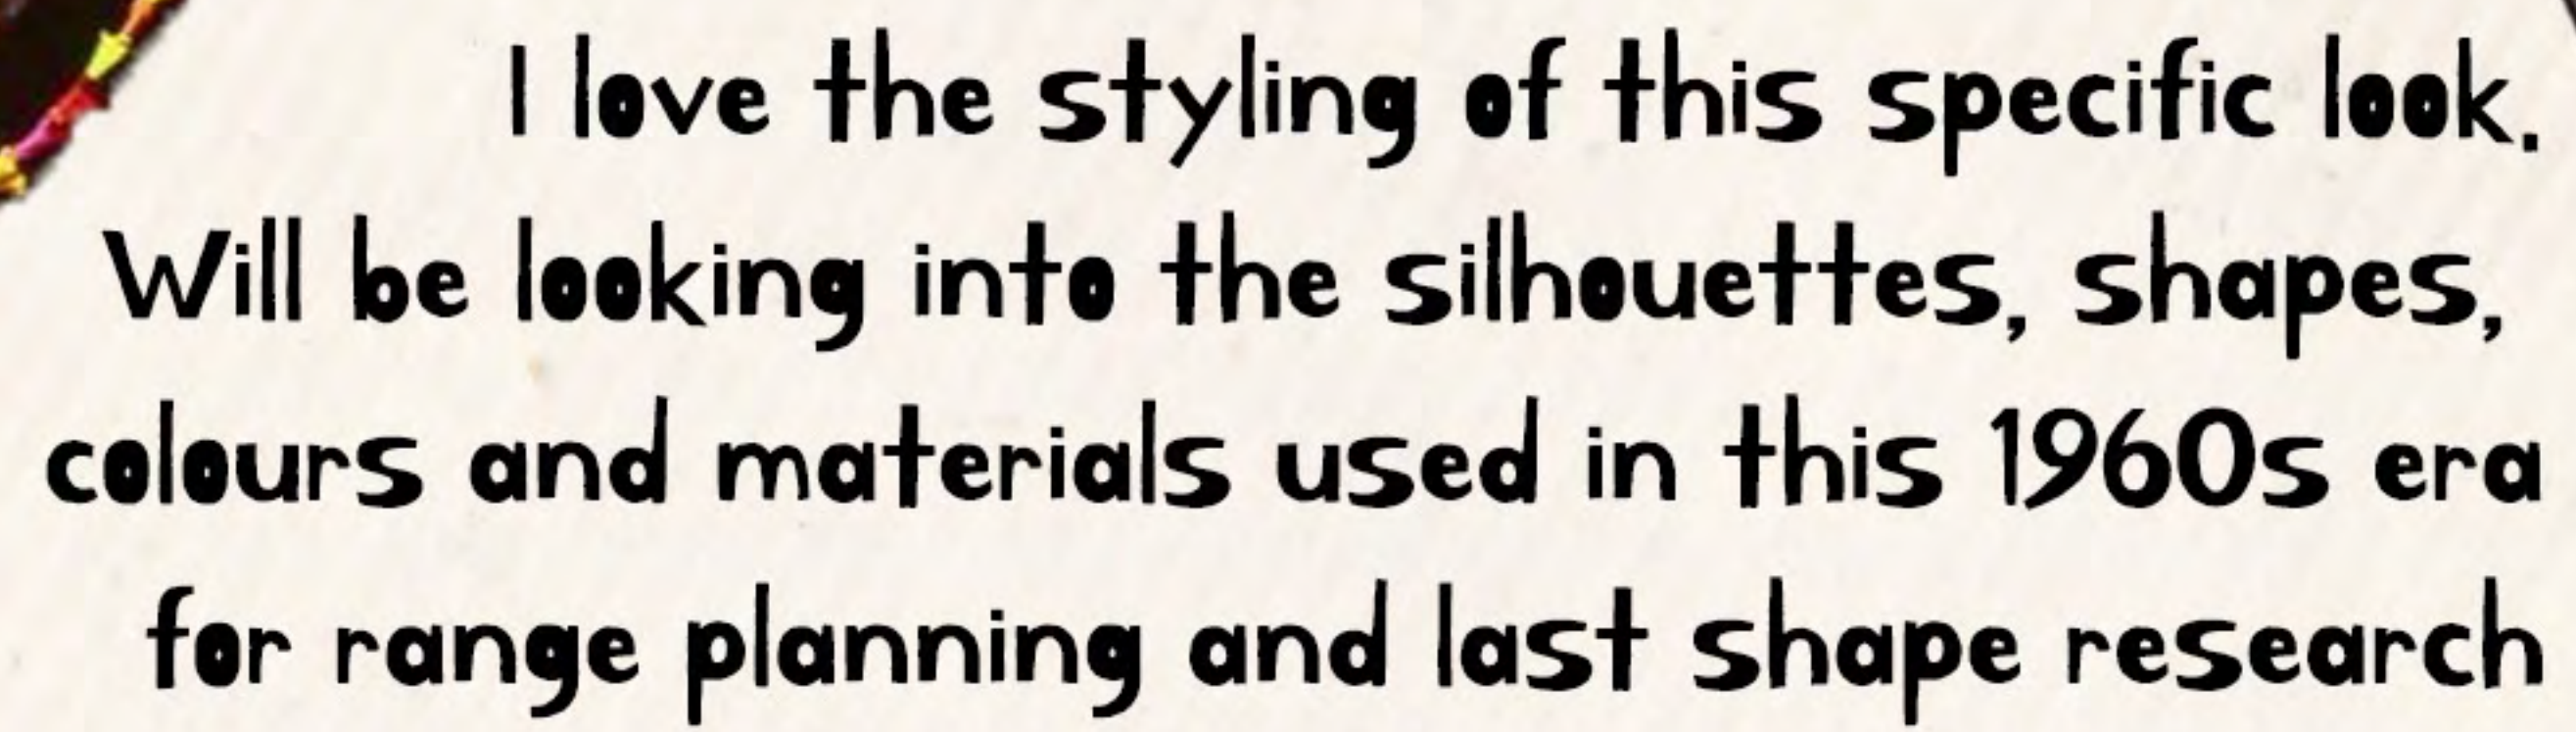 I love the styling of this specific look.
Will be looking into the silhouettes, shapes,
colours and materials used in this 1960s era
for range planning and last shape research